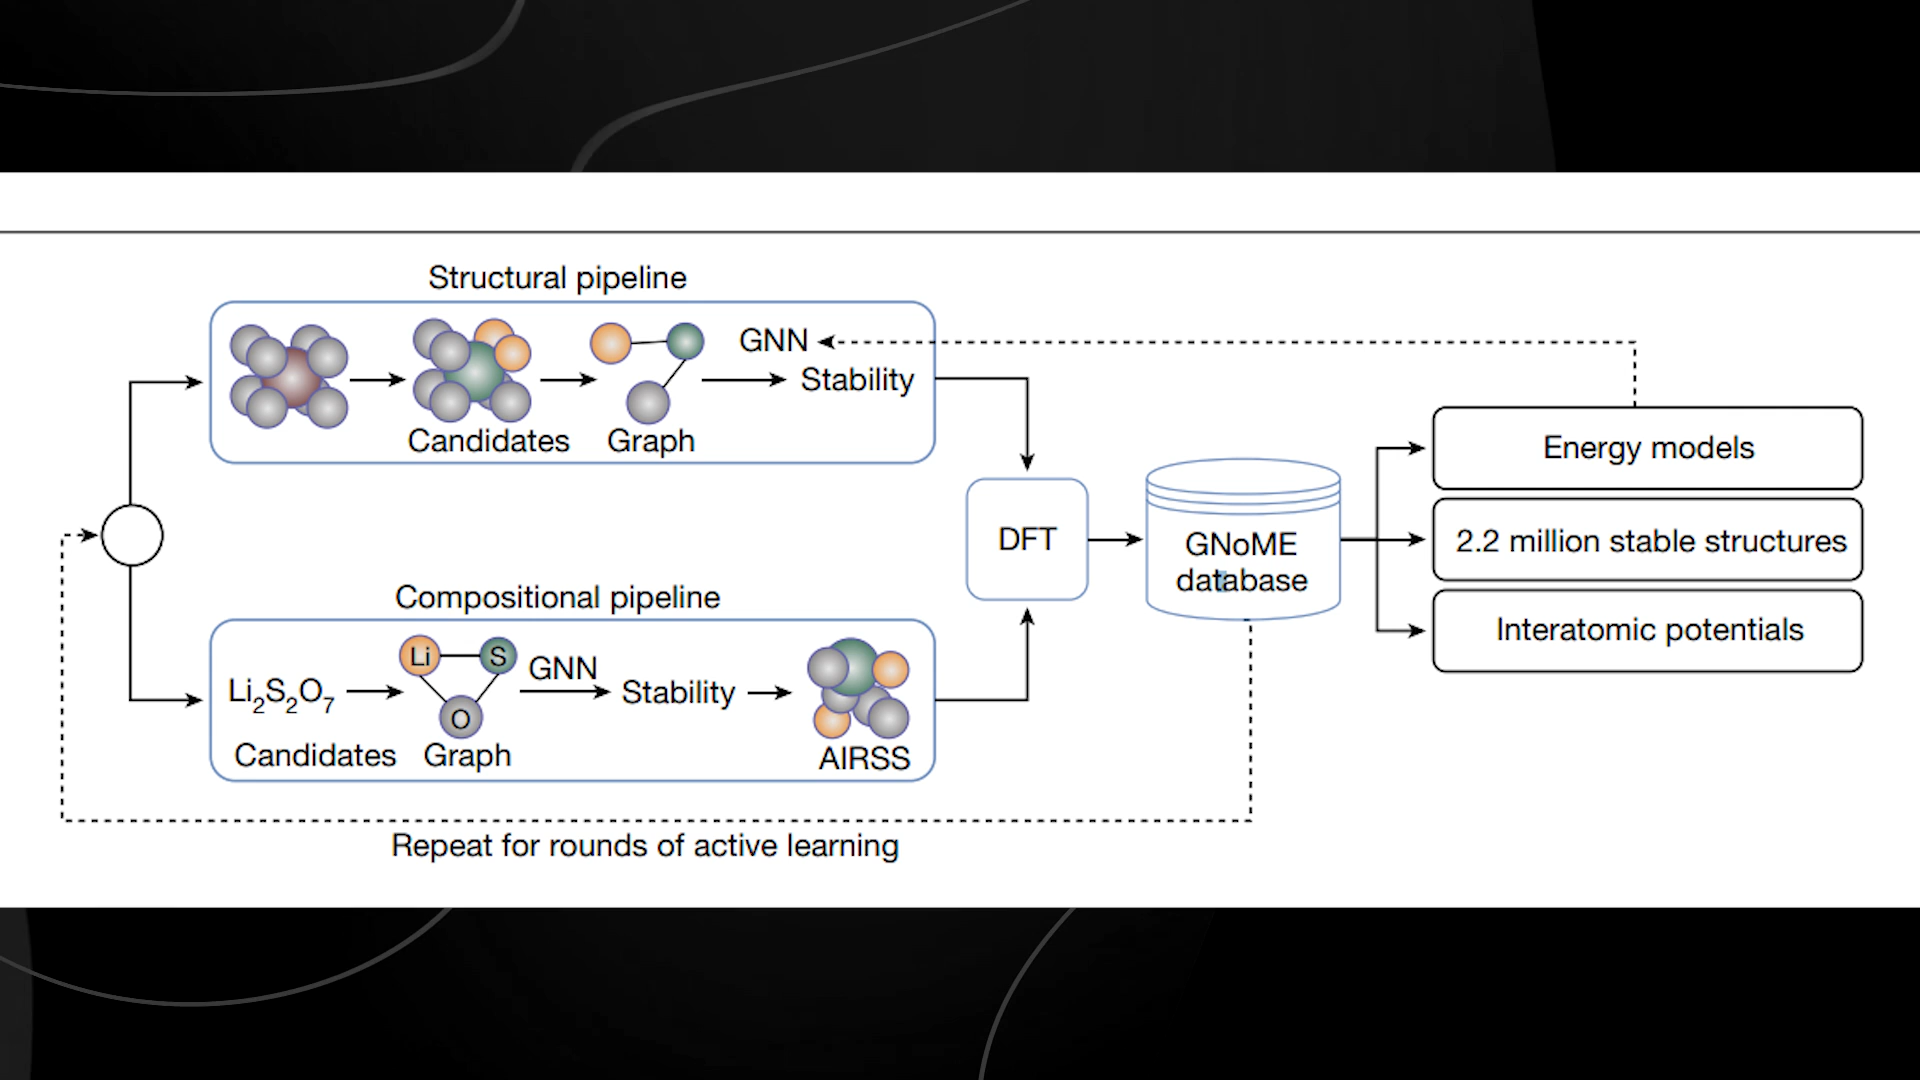 Structural pipeline
GNN
Stability
Candidates
Graph
Compositional pipeline
Li
S
GNN
Li₂S₂O₇
Stability
O
Candidates
Graph
AIRSS
Repeat for rounds of active learning
DFT
GNoME
database
Energy models
2.2 million stable structures
Interatomic potentials